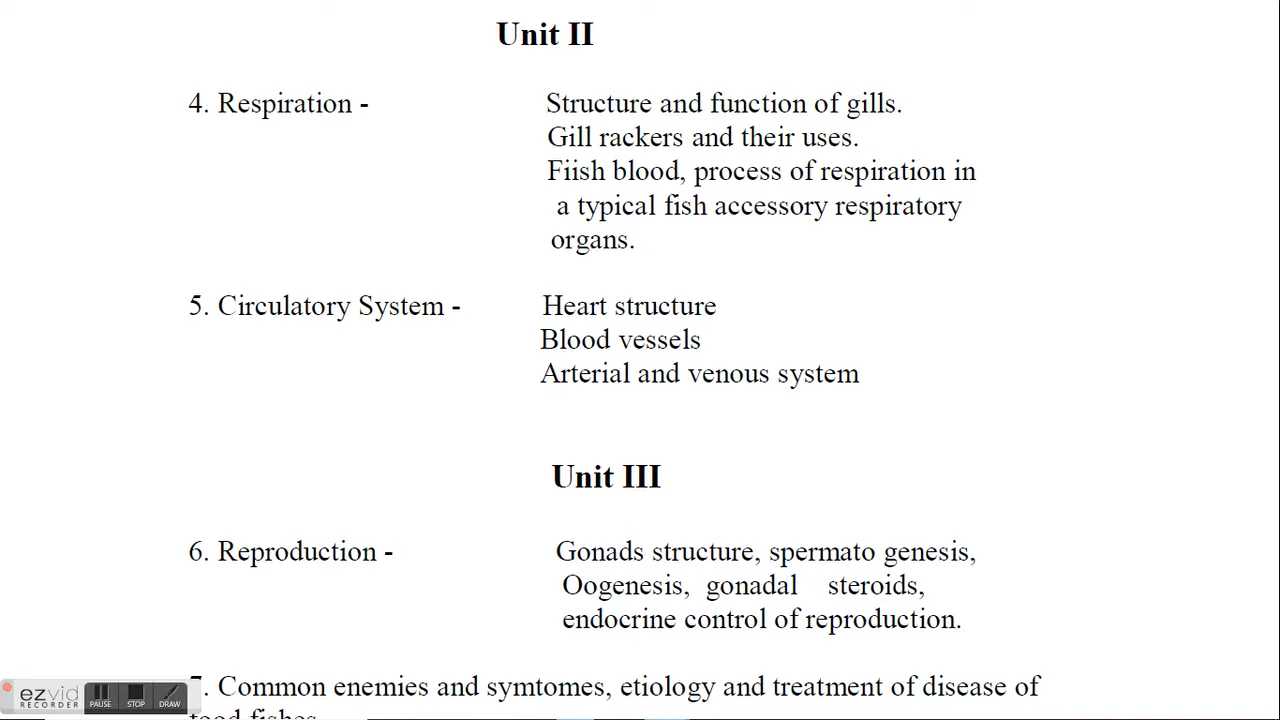 Unit II
4. Respiration - Structure and function of gills.
Gill rackers and their uses.
Fiish blood, process of respiration in
a typical fish accessory respiratory
organs.
5. Circulatory System - Heart structure
Blood vessels
Arterial and venous system
Unit III
6. Reproduction - Gonads structure, spermato genesis,
Oogenesis, gonadal steroids,
endocrine control of reproduction.
7. Common enemies and symtomes, etiology and treatment of disease of
food fishes
ezvid
RECORDER
PAUSE STOP DRAW